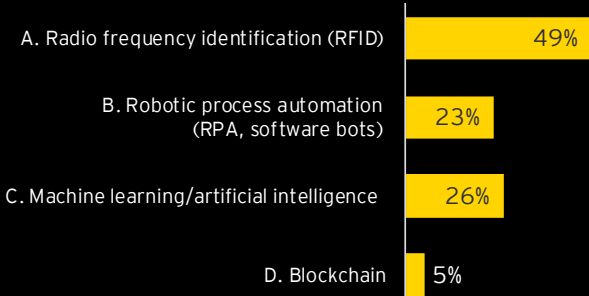 A. Radio frequency identification (RFID) 49%
B. Robotic process automation
(RPA, software bots) 23%
C. Machine learning/artificial intelligence 26%
D. Blockchain 5%